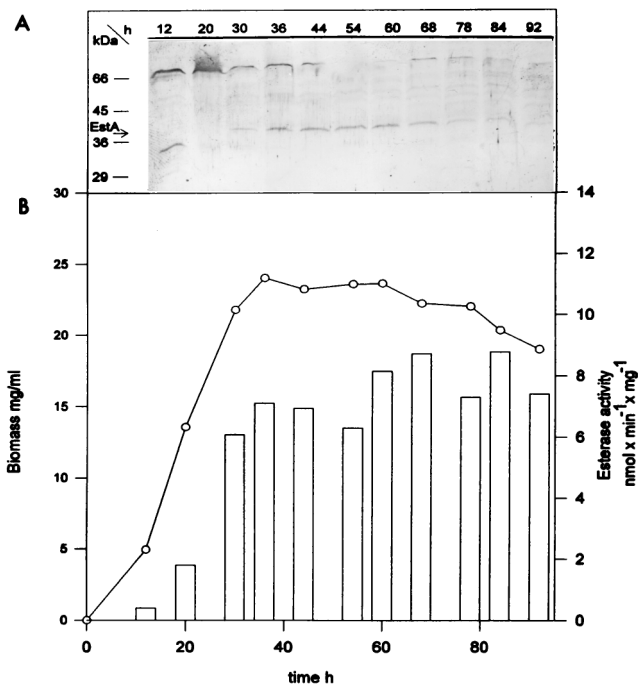 A
kDa h 12 20 30 36 44 54 60 68 78 84 92
66
45
EstA
36
29
B
30
25
20
15
10
5
0
14
12
10
8
6
4
2
0
Biomass mg/ml
Esterase activity
nmol x min-1 x mg-1
0 20 40 60 80
time h